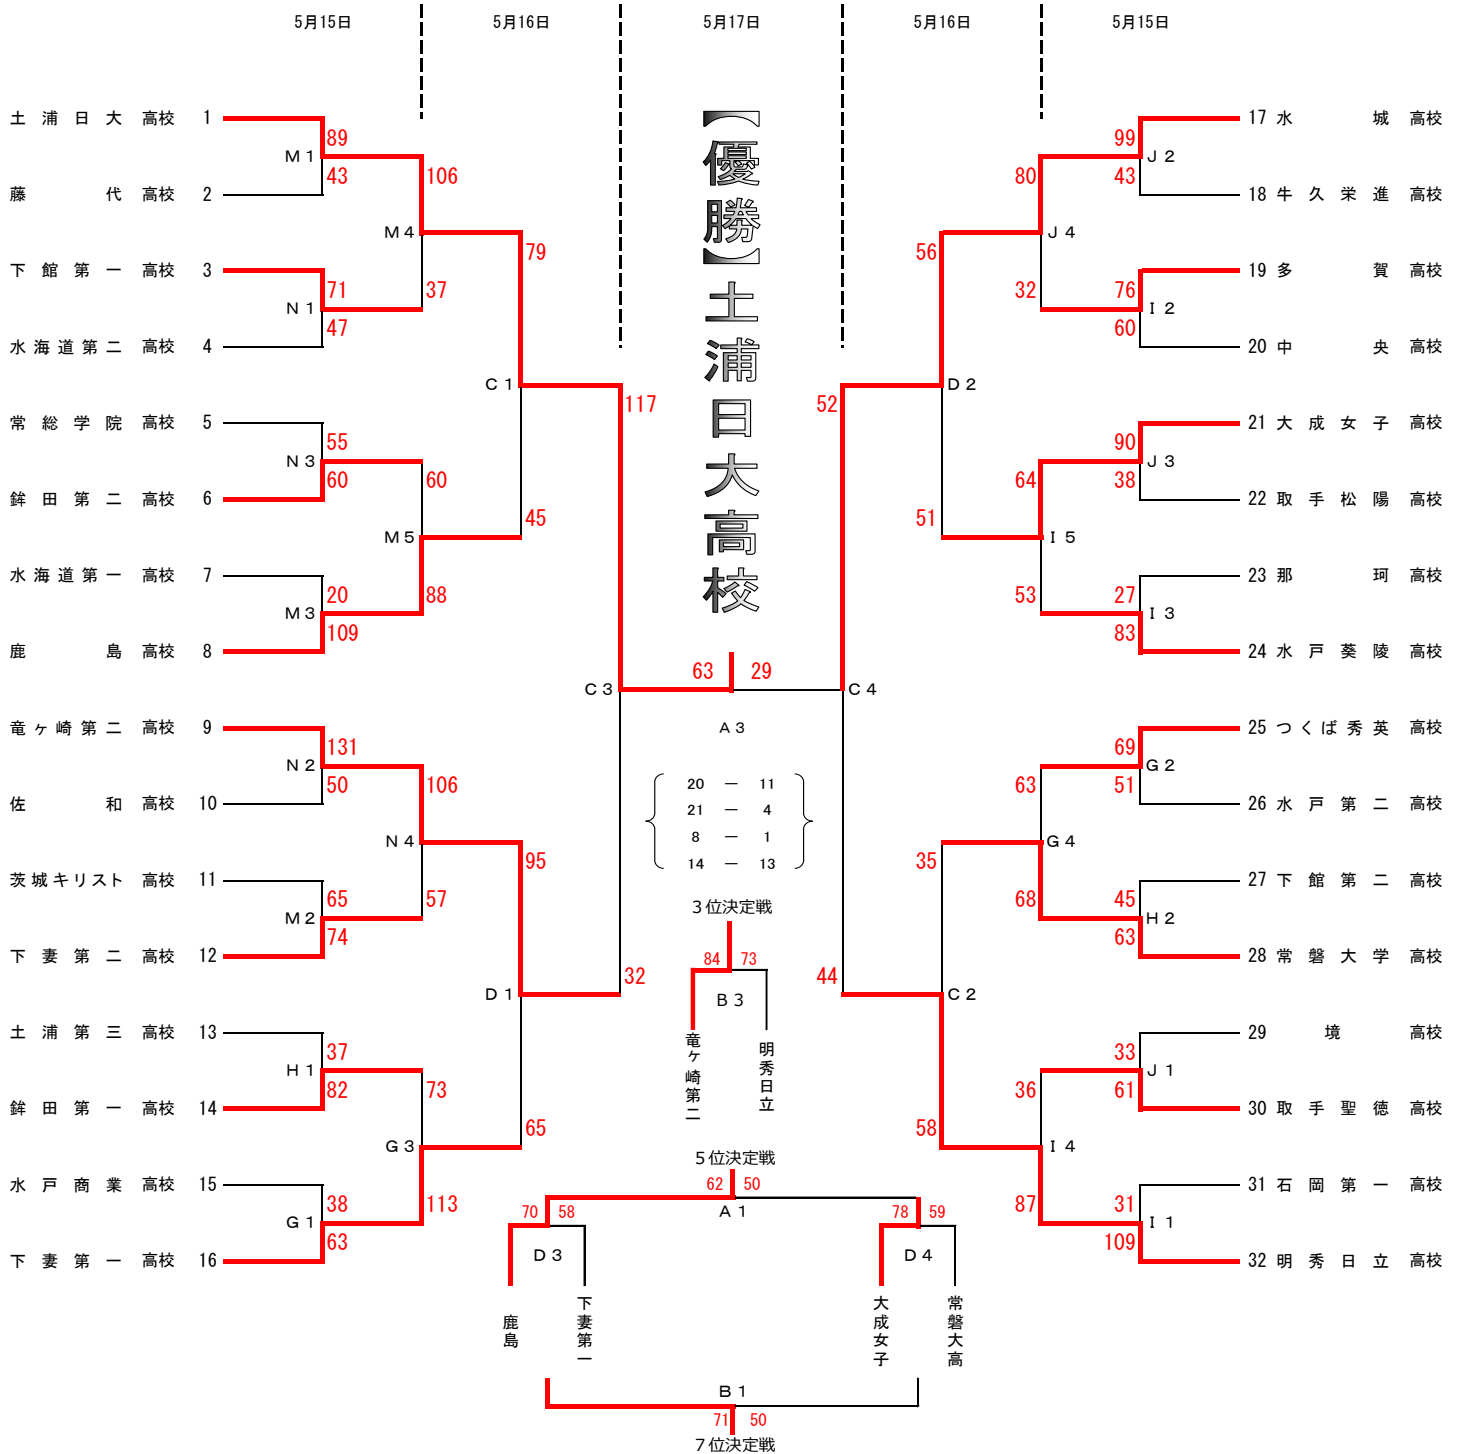 5月15日 5月16日 5月17日 5月16日 5月15日
【優勝】土浦日大高校
土浦日大 高校 1
藤代 高校 2
下館第一 高校 3
水海道第二 高校 4
常総学院 高校 5
鉾田第二 高校 6
水海道第一 高校 7
鹿島 高校 8
竜ヶ崎第二 高校 9
佐和 高校 10
茨城キリスト 高校 11
下妻第二 高校 12
土浦第三 高校 13
鉾田第一 高校 14
水戸商業 高校 15
下妻第一 高校 16
M1
89
43
N1
71
47
N3
55
60
M3
20
109
N2
131
50
M2
65
74
H1
37
82
G1
38
63
M4
106
37
M5
60
88
N4
106
57
G3
73
113
C1
79
45
D1
95
65
C3
117
32
63 29
A3
20 ― 11
21 ― 4
8 ― 1
14 ― 13
3位決定戦
84 73
B3
竜ヶ崎第二
明秀日立
5位決定戦
62 50
A1
70 58
D3
鹿島
下妻第一
78 59
D4
大成女子
常磐大高
B1
71 50
7位決定戦
C4
52
44
D2
56
51
C2
35
58
J4
80
32
I5
64
53
G4
63
68
I4
36
87
J2
99
43
I2
76
60
J3
90
38
I3
27
83
G2
69
51
H2
45
63
J1
33
61
I1
31
109
17 水城 高校
18 牛久栄進 高校
19 多賀 高校
20 中央 高校
21 大成女子 高校
22 取手松陽 高校
23 那珂 高校
24 水戸葵陵 高校
25 つくば秀英 高校
26 水戸第二 高校
27 下館第二 高校
28 常磐大学 高校
29 境 高校
30 取手聖徳 高校
31 石岡第一 高校
32 明秀日立 高校